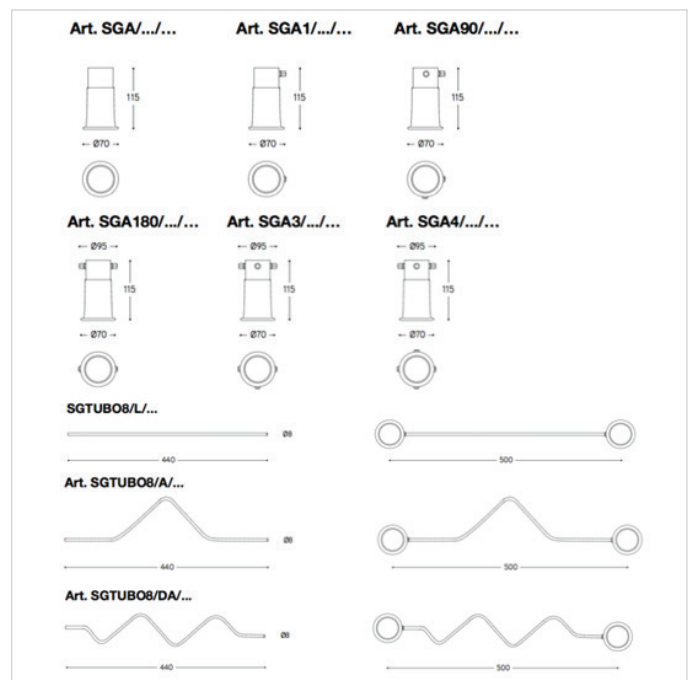 Art. SGA/.../... Art. SGA1/.../... Art. SGA90/.../...
115 115 115
Ø70 Ø70 Ø70
Art. SGA180/.../... Art. SGA3/.../... Art. SGA4/.../...
Ø95 Ø95 Ø95
115 115 115
Ø70 Ø70 Ø70
SGTUBO8/L/...
Ø8
440 500
Art. SGTUBO8/A/...
Ø8
440 500
Art. SGTUBO8/DA/...
Ø8
440 500